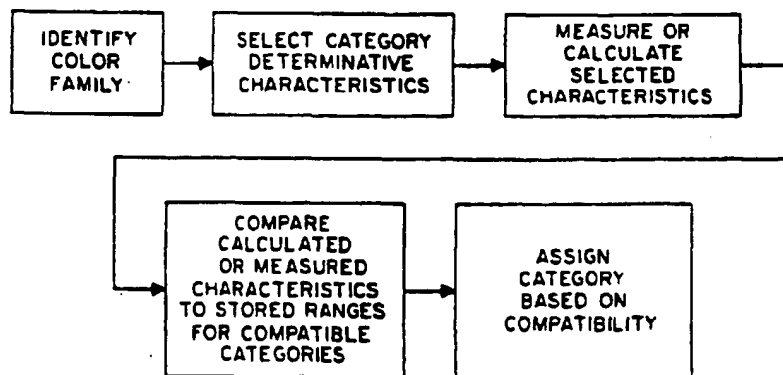 IDENTIFY
COLOR
FAMILY
SELECT CATEGORY
DETERMINATIVE
CHARACTERISTICS
MEASURE OR
CALCULATE
SELECTED
CHARACTERISTICS
COMPARE
CALCULATED
OR MEASURED
CHARACTERISTICS
TO STORED RANGES
FOR COMPATIBLE
CATEGORIES
ASSIGN
CATEGORY
BASED ON
COMPATIBILITY